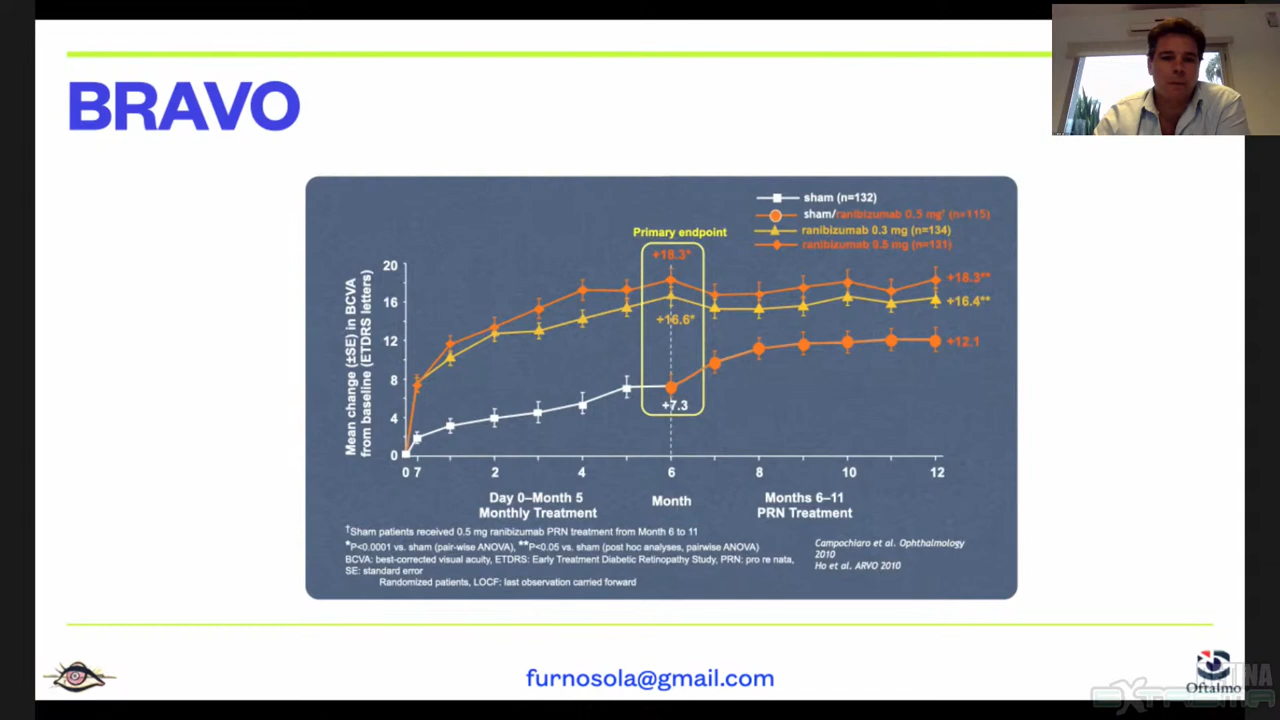 BRAVO
sham (n=132)
sham/ranibizumab 0.5 mg† (n=115)
ranibizumab 0.3 mg (n=134)
ranibizumab 0.5 mg (n=131)
Primary endpoint
+18.3*
+16.6*
+7.3
+18.3**
+16.4**
+12.1
Mean change (±SE) in BCVA
from baseline (ETDRS letters)
20
16
12
8
4
0
0 7 2 4 6 8 10 12
Day 0–Month 5
Monthly Treatment
Month
Months 6–11
PRN Treatment
†Sham patients received 0.5 mg ranibizumab PRN treatment from Month 6 to 11
*P<0.0001 vs. sham (pair-wise ANOVA), **P<0.05 vs. sham (post hoc analyses, pairwise ANOVA)
BCVA: best-corrected visual acuity, ETDRS: Early Treatment Diabetic Retinopathy Study, PRN: pro re nata,
SE: standard error
Randomized patients, LOCF: last observation carried forward
Campochiaro et al. Ophthalmology
2010
Ho et al. ARVO 2010
furnosola@gmail.com
Oftalmo